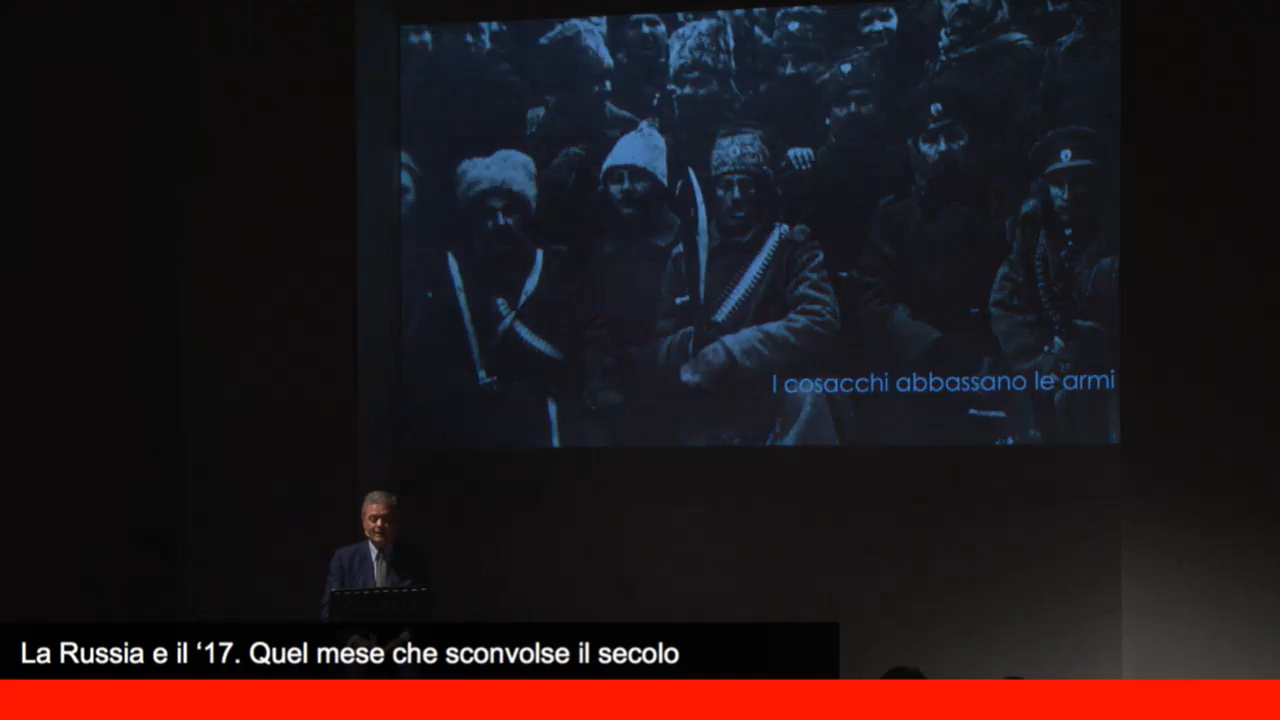 I cosacchi abbassano le armi
La Russia e il ‘17. Quel mese che sconvolse il secolo